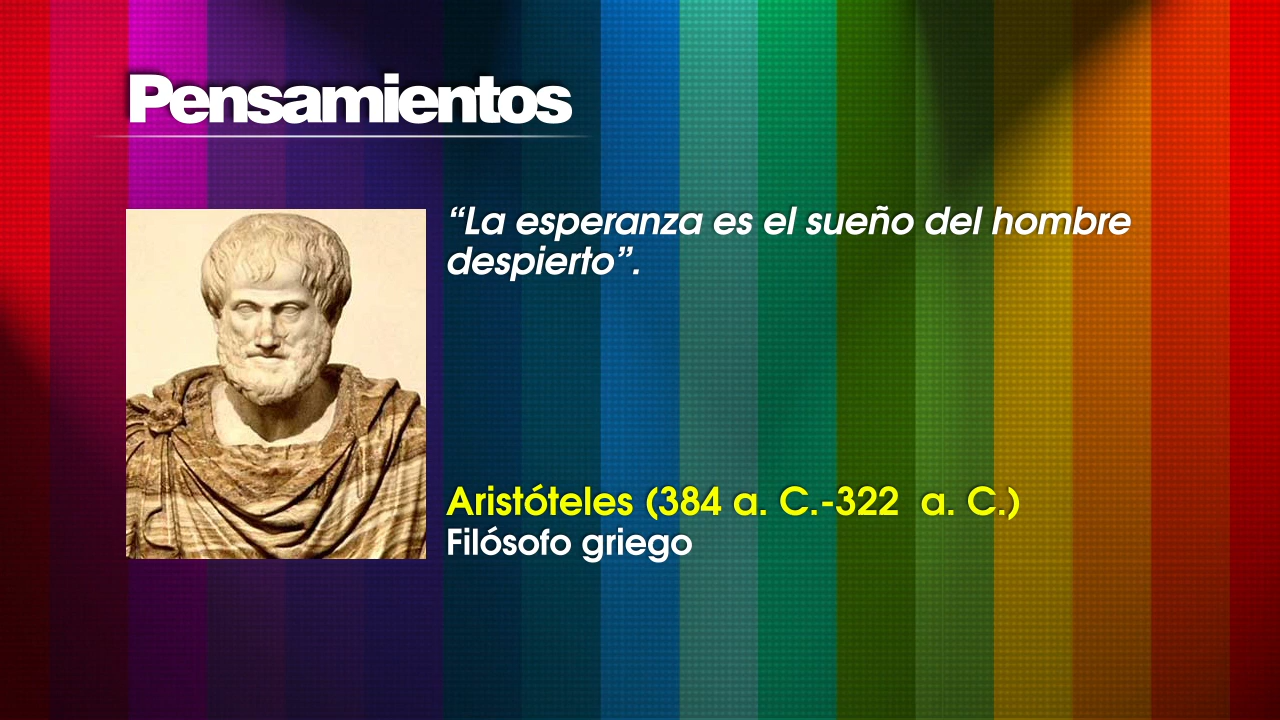 Pensamientos
“La esperanza es el sueño del hombre
despierto”.
Aristóteles (384 a. C.-322  a. C.)
Filósofo griego